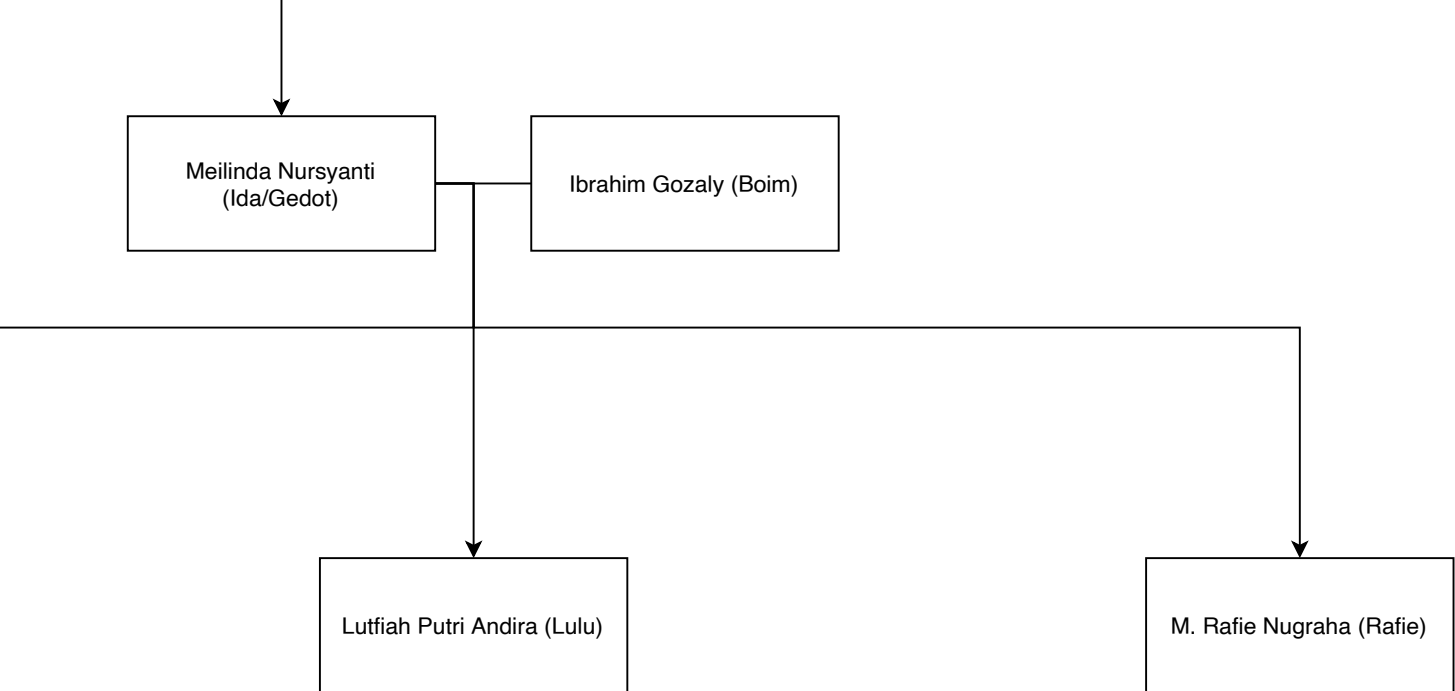 Meilinda Nursyanti
(Ida/Gedot)
Ibrahim Gozaly (Boim)
Lutfiah Putri Andira (Lulu)
M. Rafie Nugraha (Rafie)